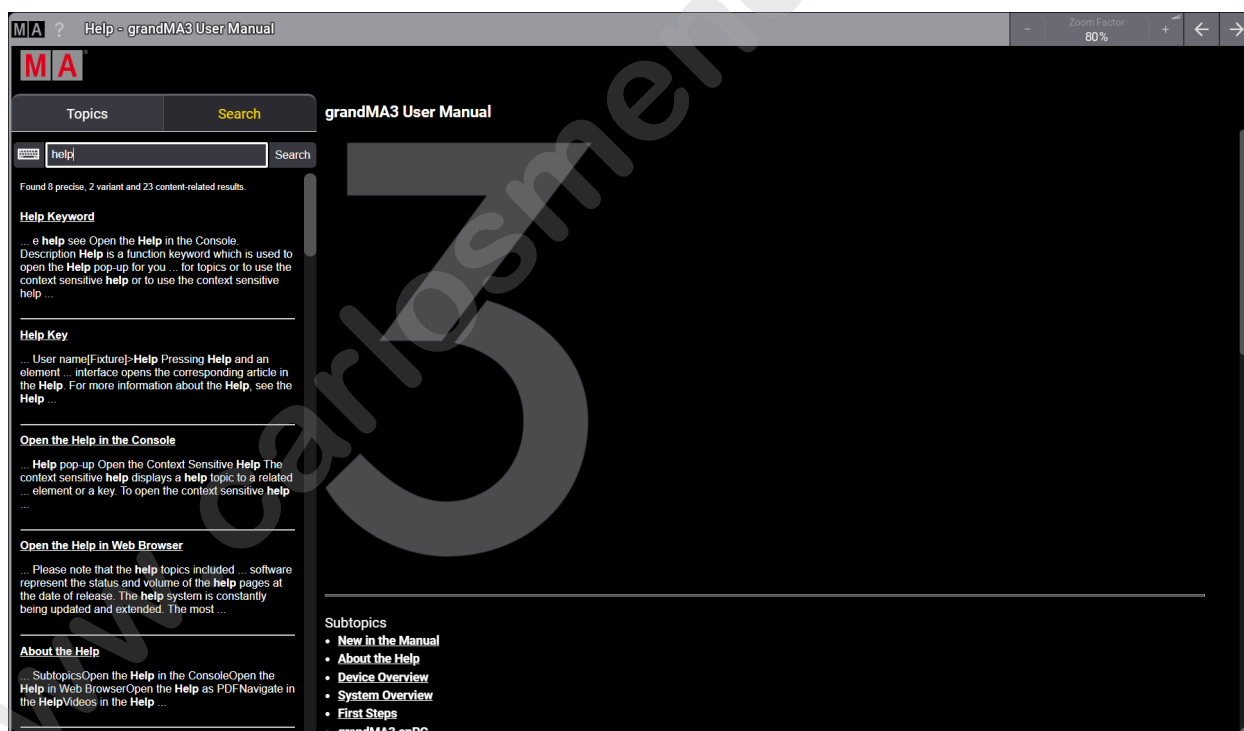 MA ? Help - grandMA3 User Manual
- Zoom Factor +
80%
MA®
Topics Search
help Search
Found 8 precise, 2 variant and 23 content-related results.
Help Keyword
... e help see Open the Help in the Console.
Description Help is a function keyword which is used to
open the Help pop-up for you ... for topics or to use the
context sensitive help or to use the context sensitive
help ...
Help Key
... User name[Fixture]>Help Pressing Help and an
element ... interface opens the corresponding article in
the Help. For more information about the Help, see the
Help ...
Open the Help in the Console
... Help pop-up Open the Context Sensitive Help The
context sensitive help displays a help topic to a related
... element or a key. To open the context sensitive help
...
Open the Help in Web Browser
... Please note that the help topics included ... software
represent the status and volume of the help pages at
the date of release. The help system is constantly
being updated and extended. The most ...
About the Help
... SubtopicsOpen the Help in the ConsoleOpen the
Help in Web BrowserOpen the Help as PDFNavigate in
the HelpVideos in the Help ...
grandMA3 User Manual
3
Subtopics
• New in the Manual
• About the Help
• Device Overview
• System Overview
• First Steps
• grandMA3 onPC
www.carlosmen